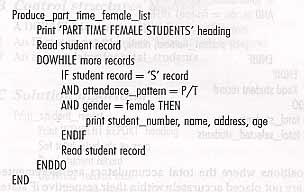 Produce_part_time_female_list
Print 'PART TIME FEMALE STUDENTS' heading
Read student record
DOWHILE more records
IF student record = 'S' record
AND attendance_pattern = P/T
AND gender = female THEN
print student_number, name, address, age
ENDIF
Read student record
ENDDO
END